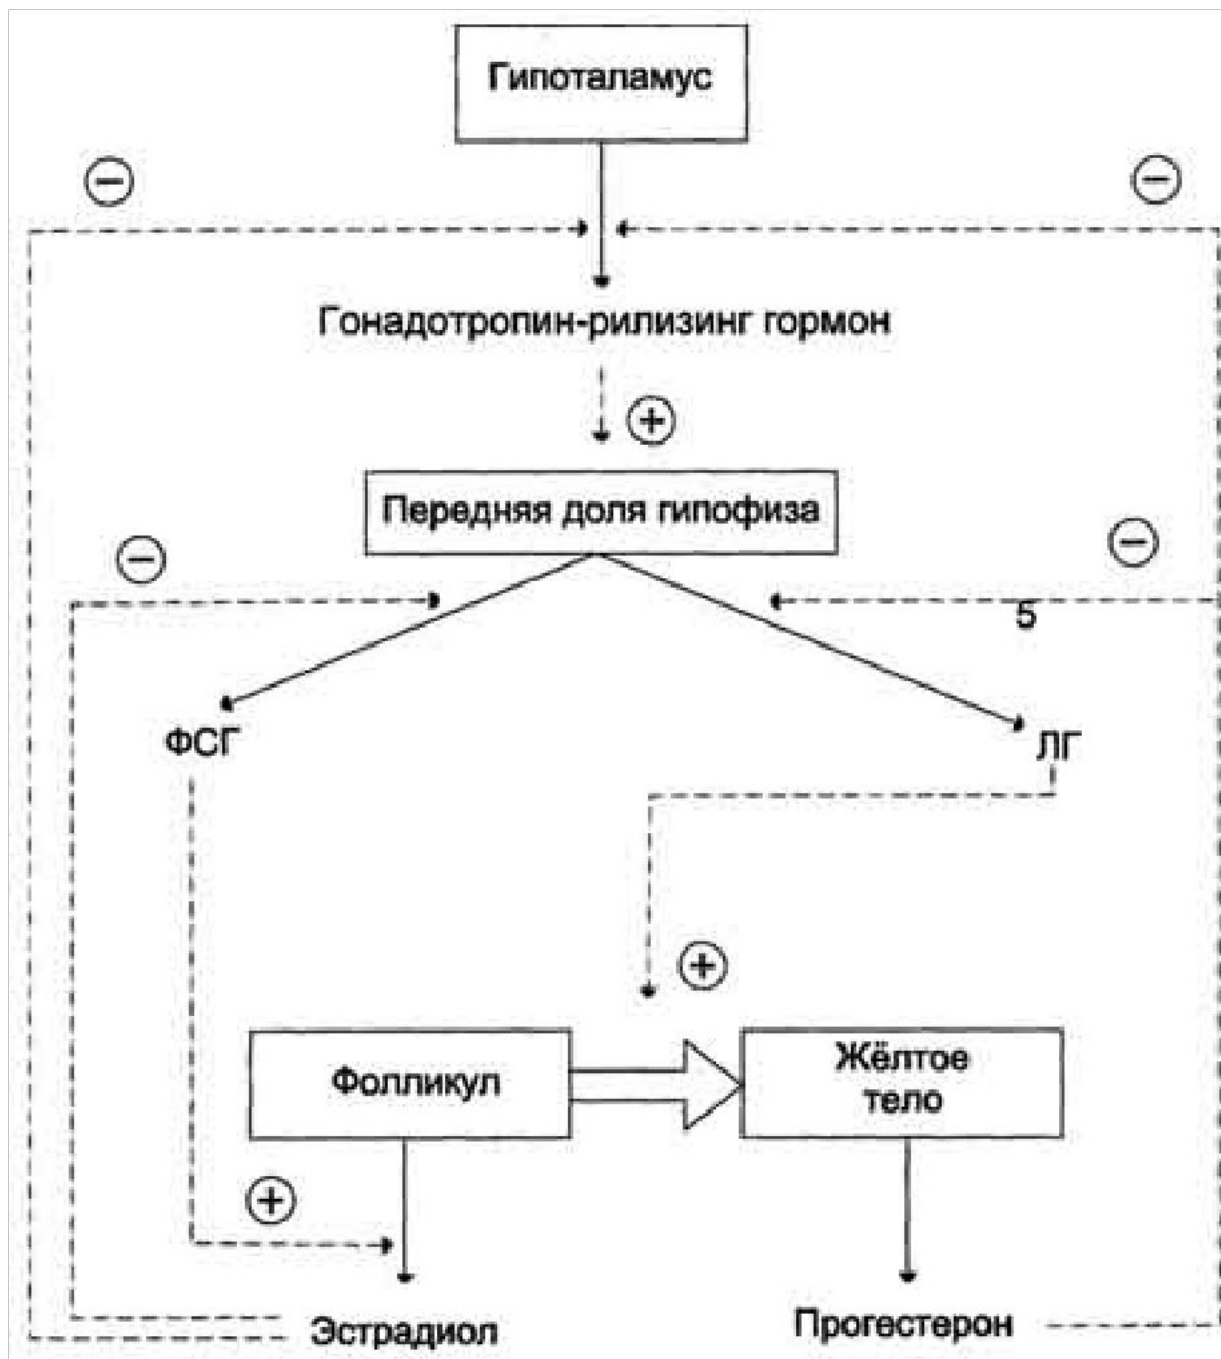 Гипоталамус
−
−
Гонадотропин-рилизинг гормон
+
Передняя доля гипофиза
−
−
5
ФСГ
ЛГ
+
Фолликул
Жёлтое
тело
+
Эстрадиол
Прогестерон